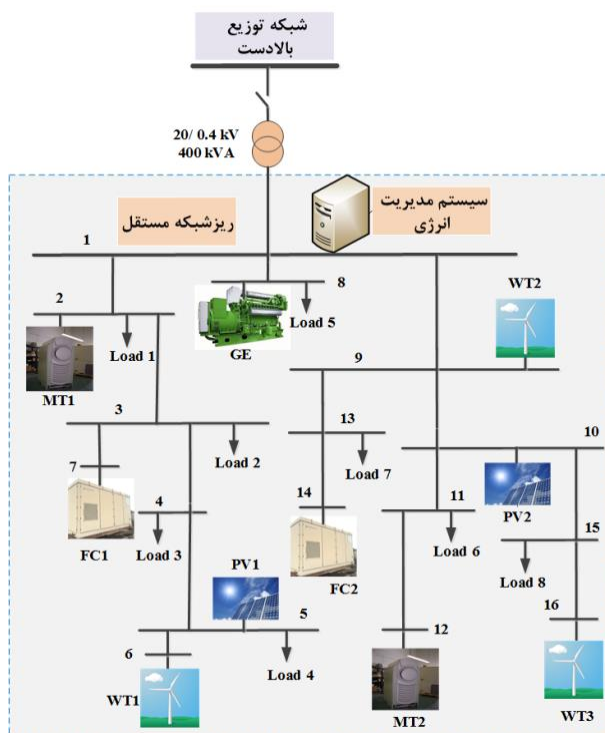 شبکه توزیع
بالادست
20/ 0.4 kV
400 kVA
سیستم مدیریت
انرژی
ریزشبکه مستقل
1
8
WT2
2
Load 5
GE
Load 1
MT1
9
3
13
10
Load 2
Load 7
7
14
4
11
PV2
15
FC1
Load 3
PV1
FC2
Load 6
Load 8
5
16
6
Load 4
12
WT1
MT2
WT3